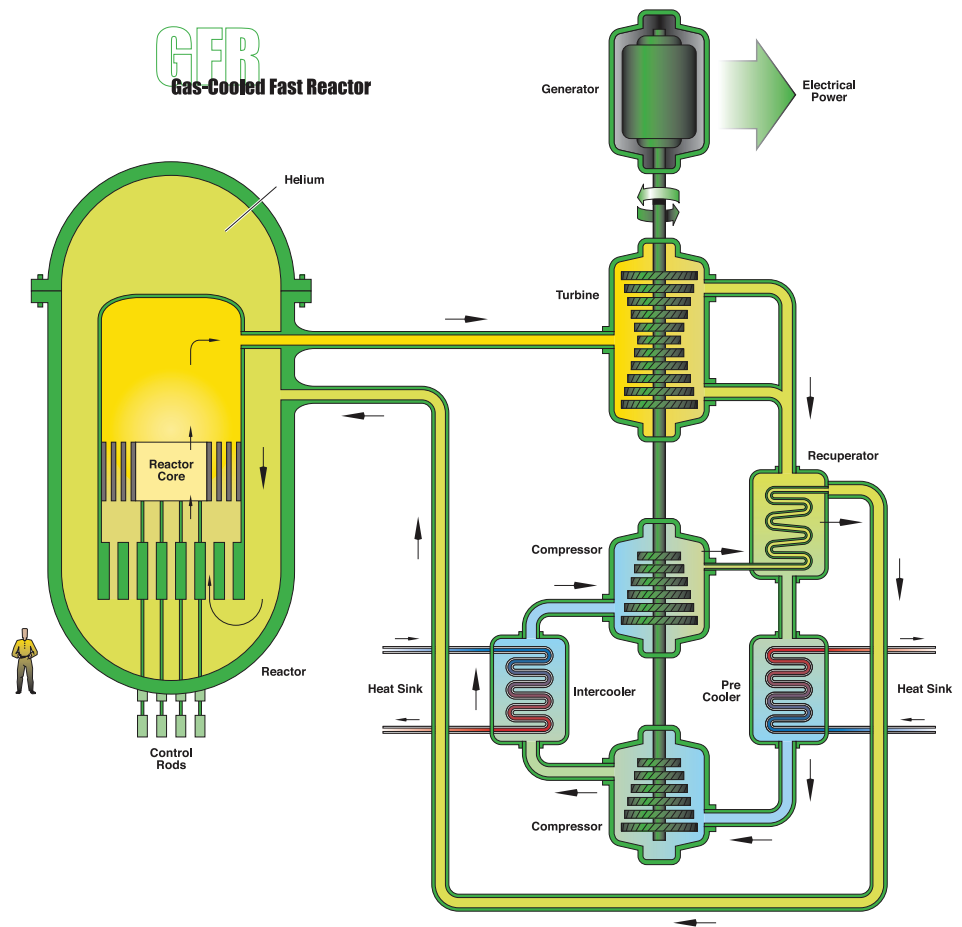 GFR
Gas-Cooled Fast Reactor
Generator
Electrical
Power
Helium
Turbine
Recuperator
Reactor
Core
Compressor
Reactor
Heat Sink
Intercooler
Pre
Cooler
Heat Sink
Control
Rods
Compressor